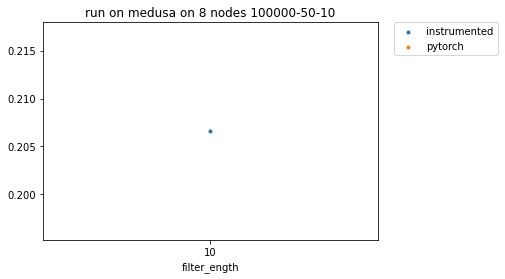 run on medusa on 8 nodes 100000-50-10
instrumented
pytorch
0.215
0.210
0.205
0.200
10
filter_ength